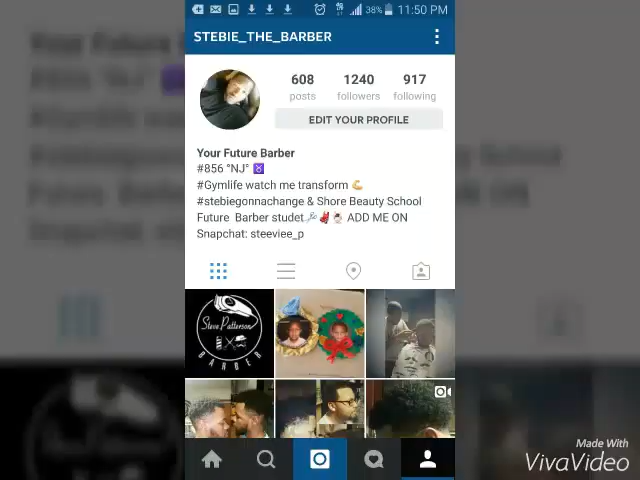 38% 11:50 PM
STEBIE_THE_BARBER
608 1240 917
posts followers following
EDIT YOUR PROFILE
Your Future Barber
#856 °NJ° ♉
#Gymlife watch me transform 💪
#stebiegonnachange & Shore Beauty School
Future Barber studet ADD ME ON
Snapchat: steeviee_p
Steve Patterson
BARBER
Made With
VivaVideo